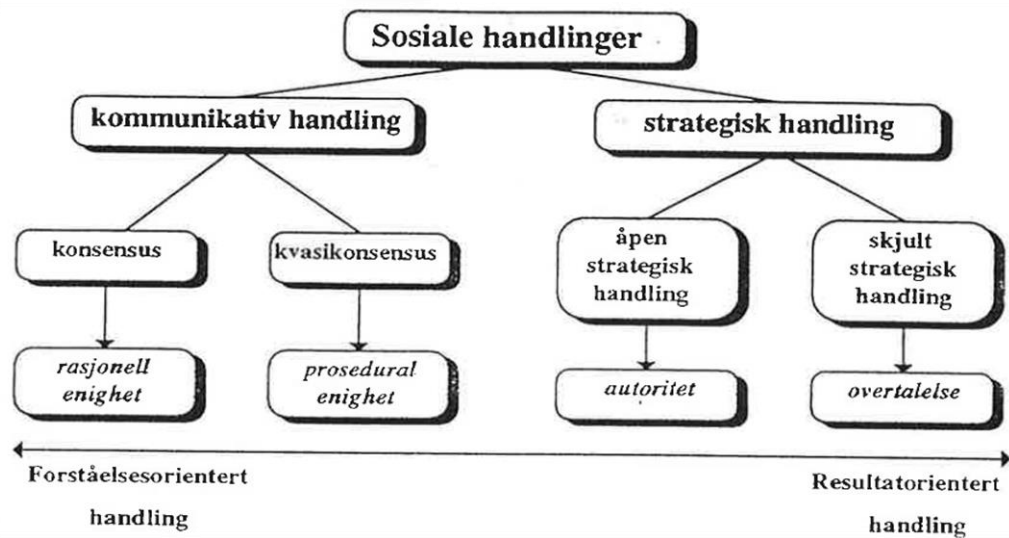 Sosiale handlinger
kommunikativ handling
strategisk handling
konsensus
kvasikonsensus
åpen
strategisk
handling
skjult
strategisk
handling
rasjonell
enighet
prosedural
enighet
autoritet
overtalelse
Forståelsesorientert
handling
Resultatorientert
handling